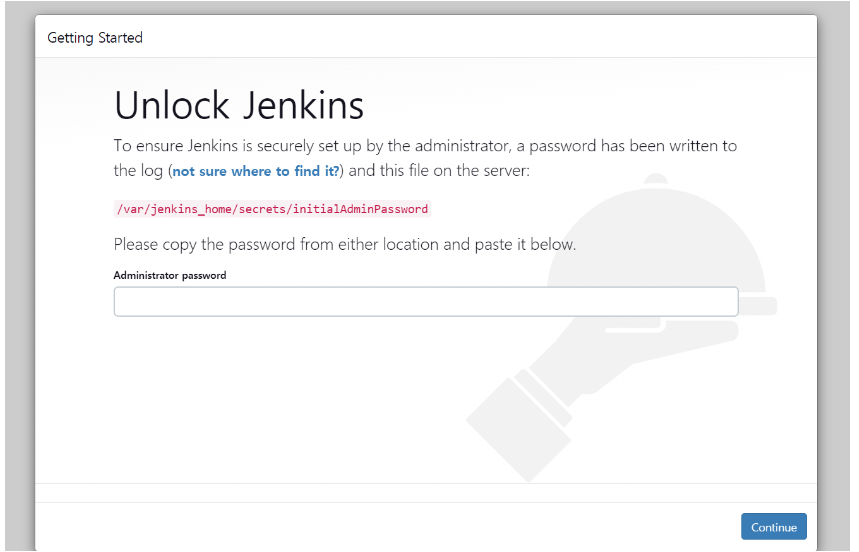 Getting Started
Unlock Jenkins
To ensure Jenkins is securely set up by the administrator, a password has been written to
the log (not sure where to find it?) and this file on the server:
/var/jenkins_home/secrets/initialAdminPassword
Please copy the password from either location and paste it below.
Administrator password
Continue